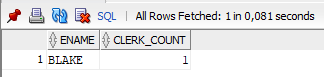 SQL | All Rows Fetched: 1 in 0,081 seconds
ENAME CLERK_COUNT
1 BLAKE 1